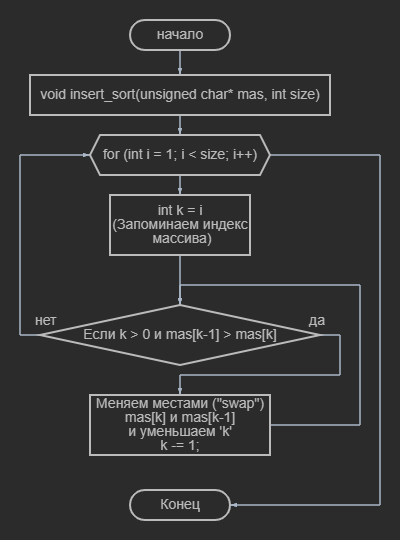 начало
void insert_sort(unsigned char* mas, int size)
for (int i = 1; i < size; i++)
int k = i
(Запоминаем индекс
массива)
нет
да
Если k > 0 и mas[k-1] > mas[k]
Меняем местами ("swap")
mas[k] и mas[k-1]
и уменьшаем 'k'
k -= 1;
Конец